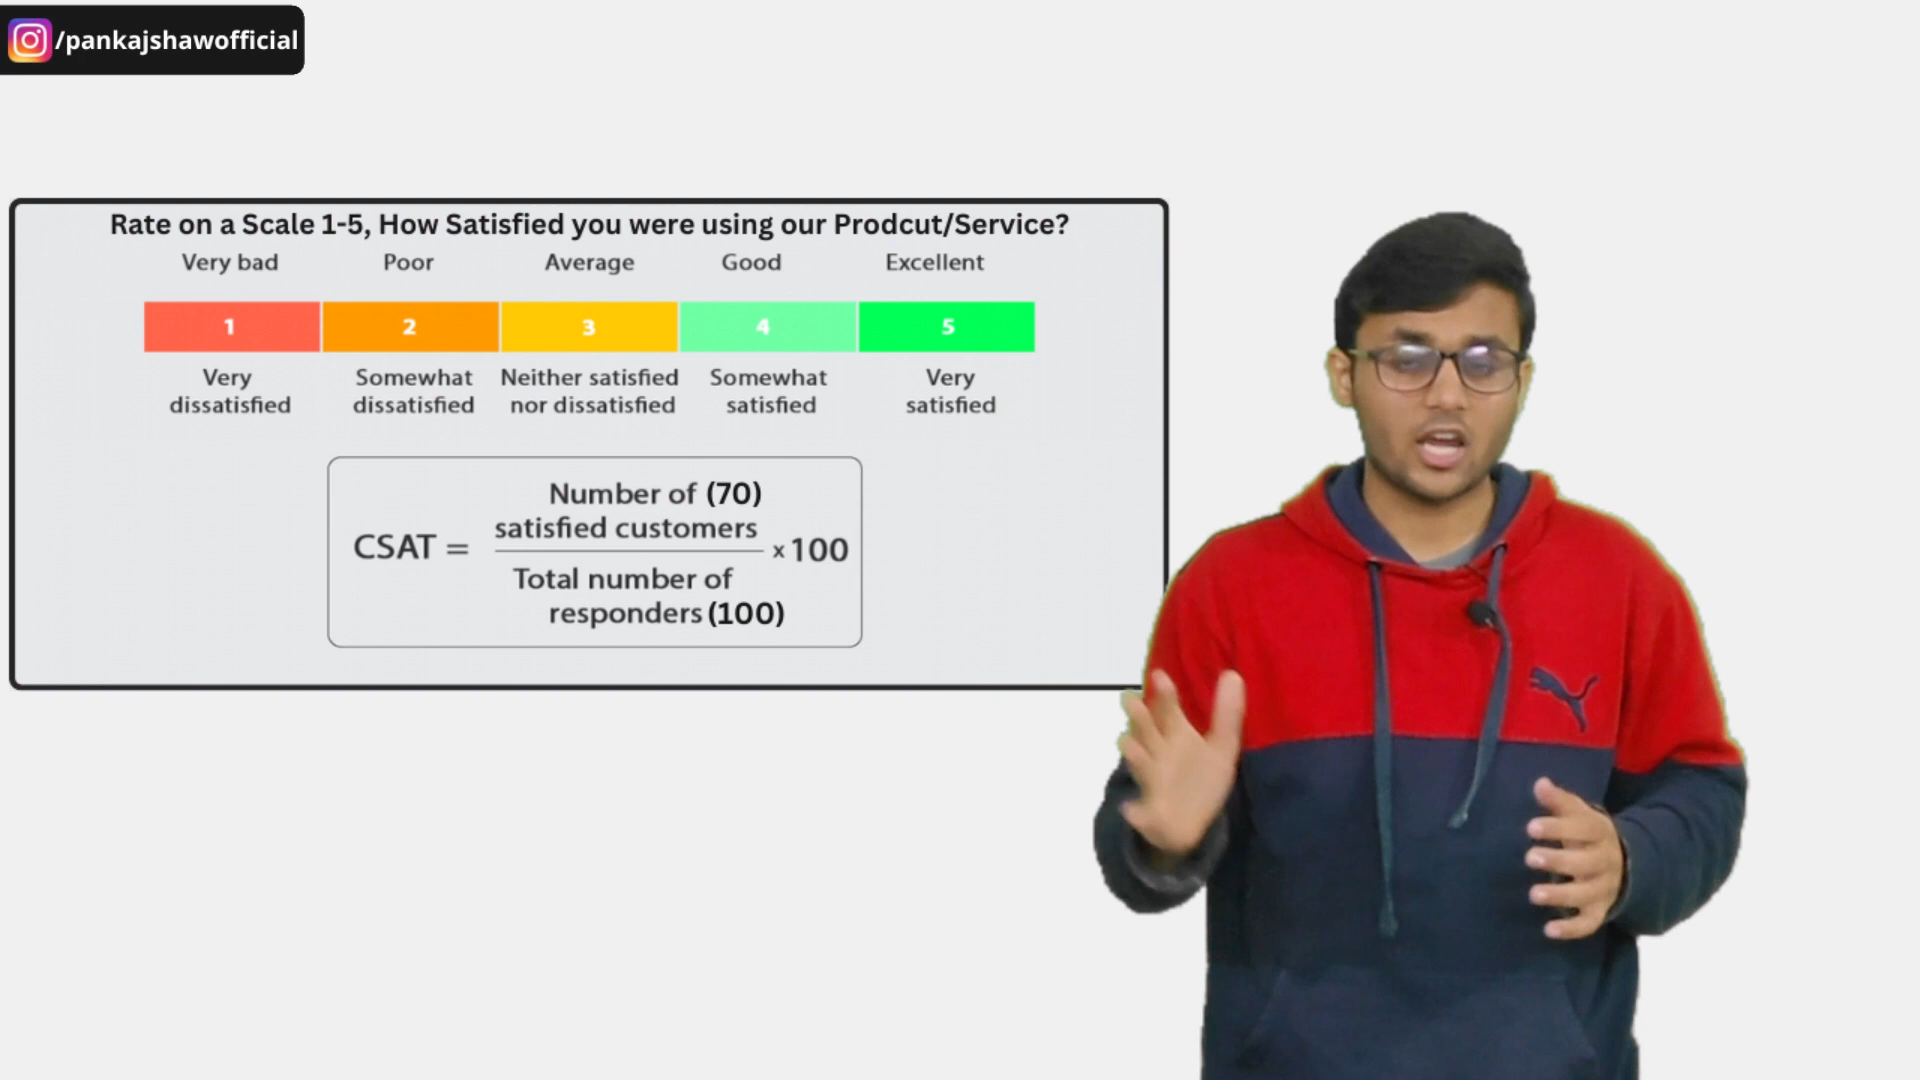 /pankajshawofficial
Rate on a Scale 1-5, How Satisfied you were using our Prodcut/Service?
Very bad Poor Average Good Excellent
1 2 3 4 5
Very Somewhat Neither satisfied Somewhat Very
dissatisfied dissatisfied nor dissatisfied satisfied satisfied
Number of (70)
satisfied customers
CSAT = × 100
Total number of
responders (100)